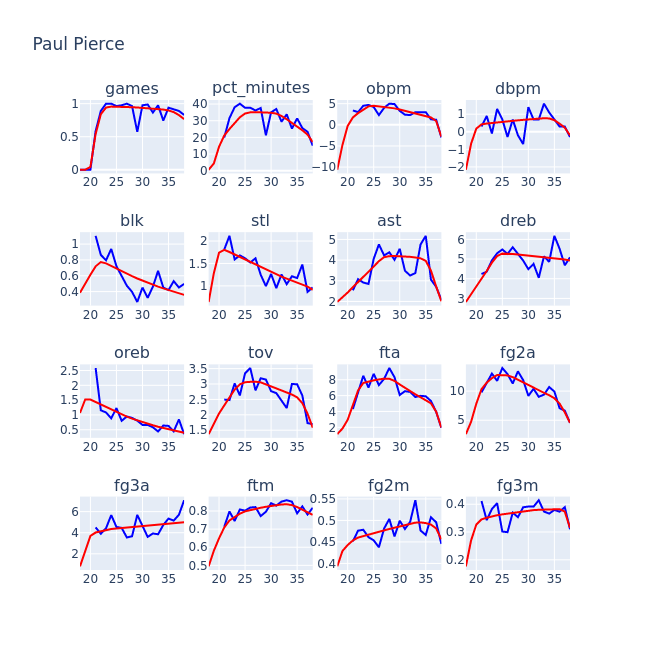 Paul Pierce
games pct_minutes obpm dbpm
1 0.5 0 20 25 30 35
40 30 20 10 0 20 25 30 35
5 0 −5 −10 20 25 30 35
1 0 −1 −2 20 25 30 35
blk stl ast dreb
1 0.8 0.6 0.4 20 25 30 35
2 1.5 1 20 25 30 35
5 4 3 2 20 25 30 35
6 5 4 3 20 25 30 35
oreb tov fta fg2a
2.5 2 1.5 1 0.5 20 25 30 35
3.5 3 2.5 2 1.5 20 25 30 35
8 6 4 2 20 25 30 35
10 5 20 25 30 35
fg3a ftm fg2m fg3m
6 4 2 20 25 30 35
0.8 0.7 0.6 0.5 20 25 30 35
0.55 0.5 0.45 0.4 20 25 30 35
0.4 0.3 0.2 20 25 30 35